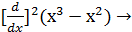 [d/dx]²(x³ − x²) →